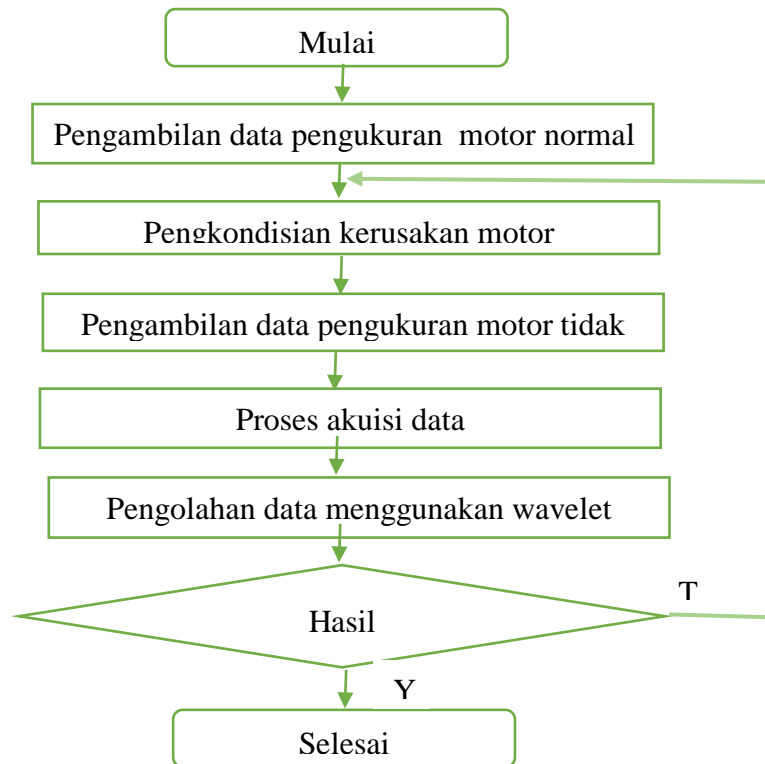 Mulai
Pengambilan data pengukuran motor normal
Pengkondisian kerusakan motor
Pengambilan data pengukuran motor tidak
Proses akuisi data
Pengolahan data menggunakan wavelet
T
Hasil
Y
Selesai